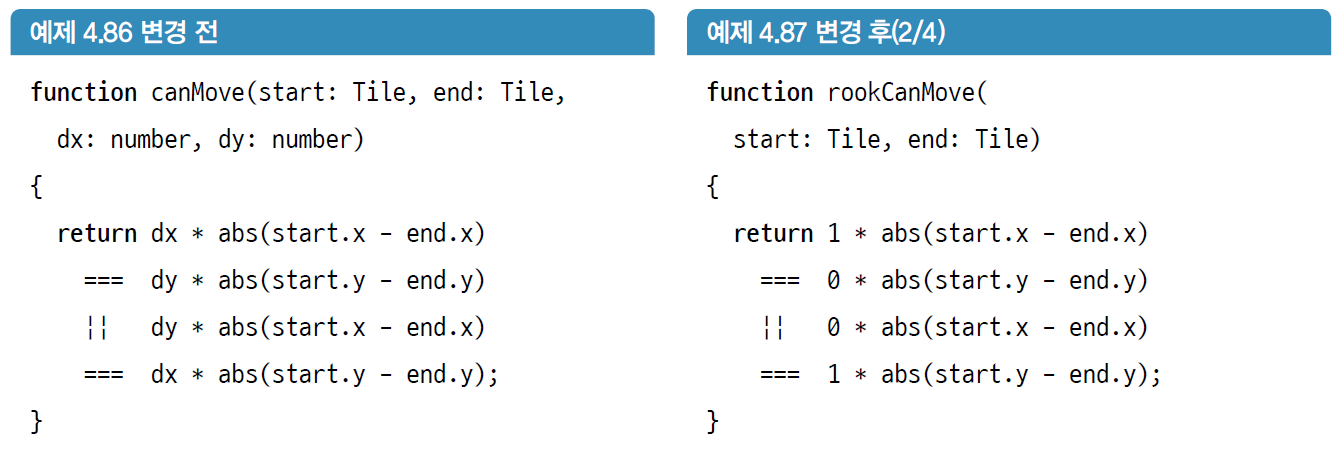 예제 4.86 변경 전
function canMove(start: Tile, end: Tile,
  dx: number, dy: number)
{
  return dx * abs(start.x - end.x)
    === dy * abs(start.y - end.y)
    ¦¦ dy * abs(start.x - end.x)
    === dx * abs(start.y - end.y);
}
예제 4.87 변경 후(2/4)
function rookCanMove(
  start: Tile, end: Tile)
{
  return 1 * abs(start.x - end.x)
    === 0 * abs(start.y - end.y)
    ¦¦ 0 * abs(start.x - end.x)
    === 1 * abs(start.y - end.y);
}